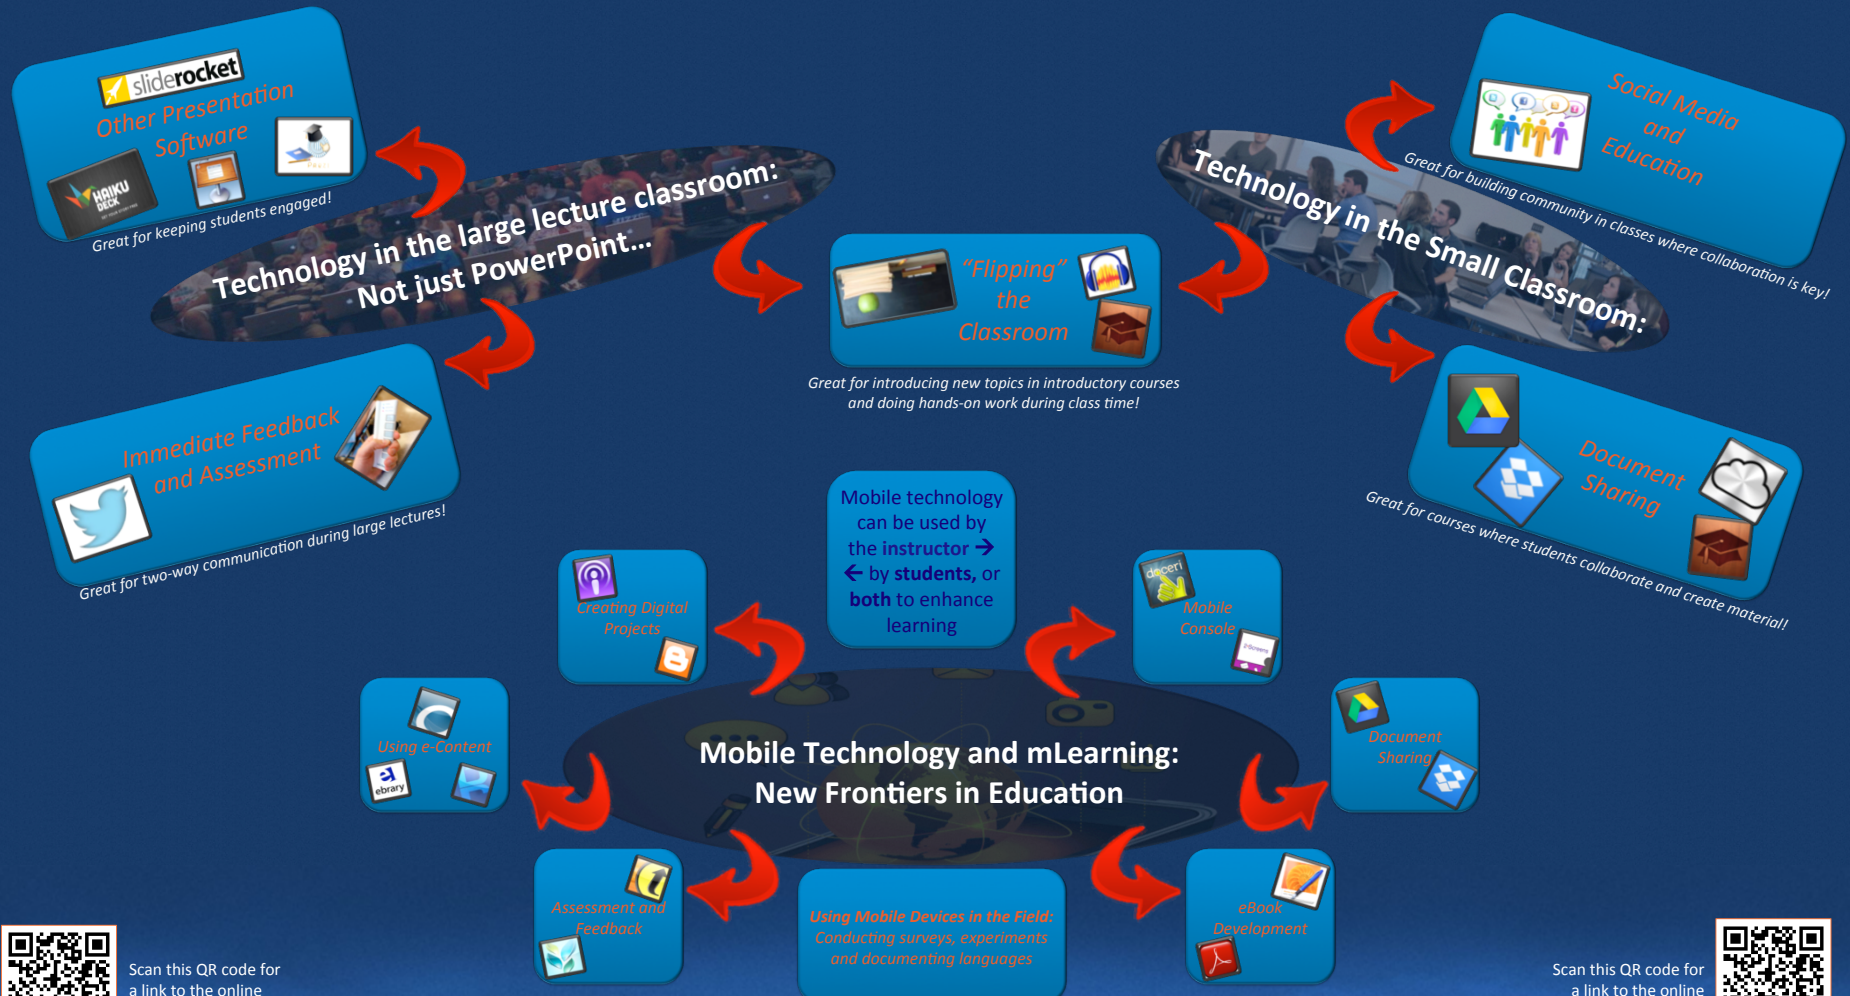 sliderocket
Other Presentation
Software
HAIKU
DECK
Great for keeping students engaged!
Technology in the large lecture classroom:
Not just PowerPoint...
Immediate Feedback
and Assessment
Great for two-way communication during large lectures!
“Flipping”
the
Classroom
Great for introducing new topics in introductory courses
and doing hands-on work during class time!
Technology in the Small Classroom:
Social Media
and
Education
Great for building community in classes where collaboration is key!
Document
Sharing
Great for courses where students collaborate and create material!
Mobile technology
can be used by
the instructor →
← by students, or
both to enhance
learning
Creating Digital
Projects
doceri
Mobile
Console
2Screens
Using e-Content
ebrary
Mobile Technology and mLearning:
New Frontiers in Education
Document
Sharing
Assessment and
Feedback
Using Mobile Devices in the Field:
Conducting surveys, experiments
and documenting languages
eBook
Development
Scan this QR code for
a link to the online
Scan this QR code for
a link to the online